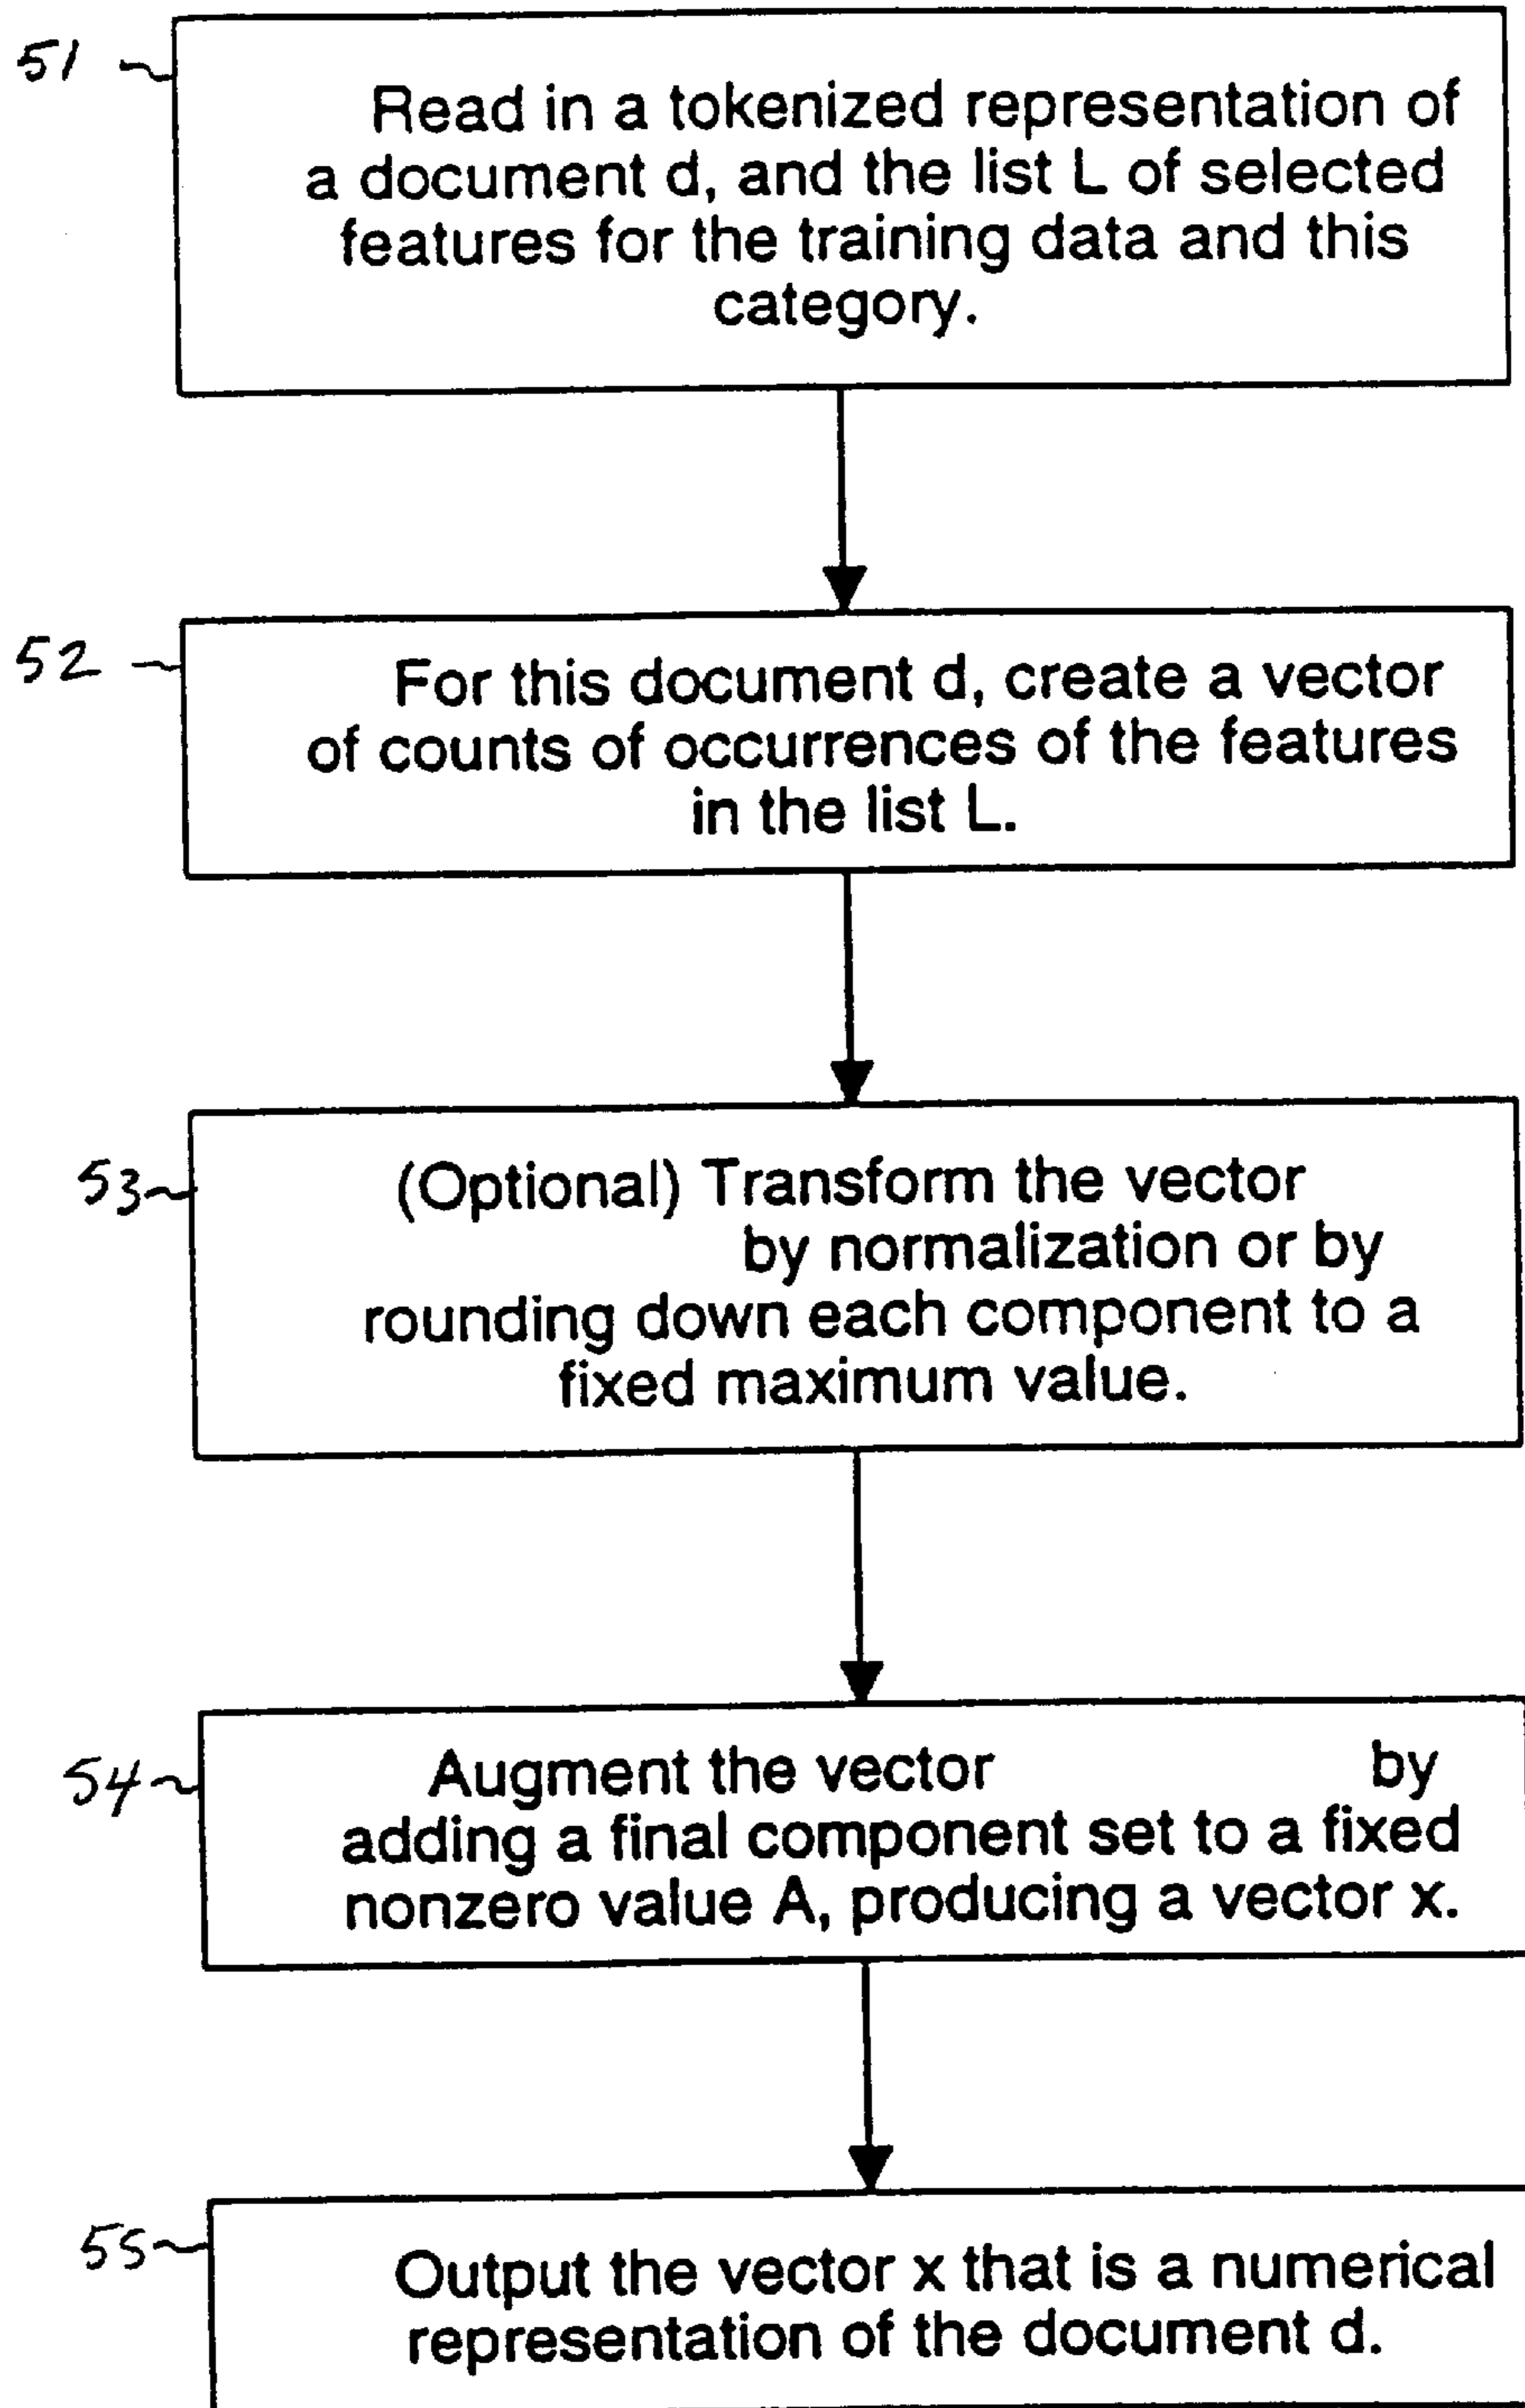 51
Read in a tokenized representation of
a document d, and the list L of selected
features for the training data and this
category.
52
For this document d, create a vector
of counts of occurrences of the features
in the list L.
53
(Optional) Transform the vector
by normalization or by
rounding down each component to a
fixed maximum value.
54
Augment the vector by
adding a final component set to a fixed
nonzero value A, producing a vector x.
55
Output the vector x that is a numerical
representation of the document d.